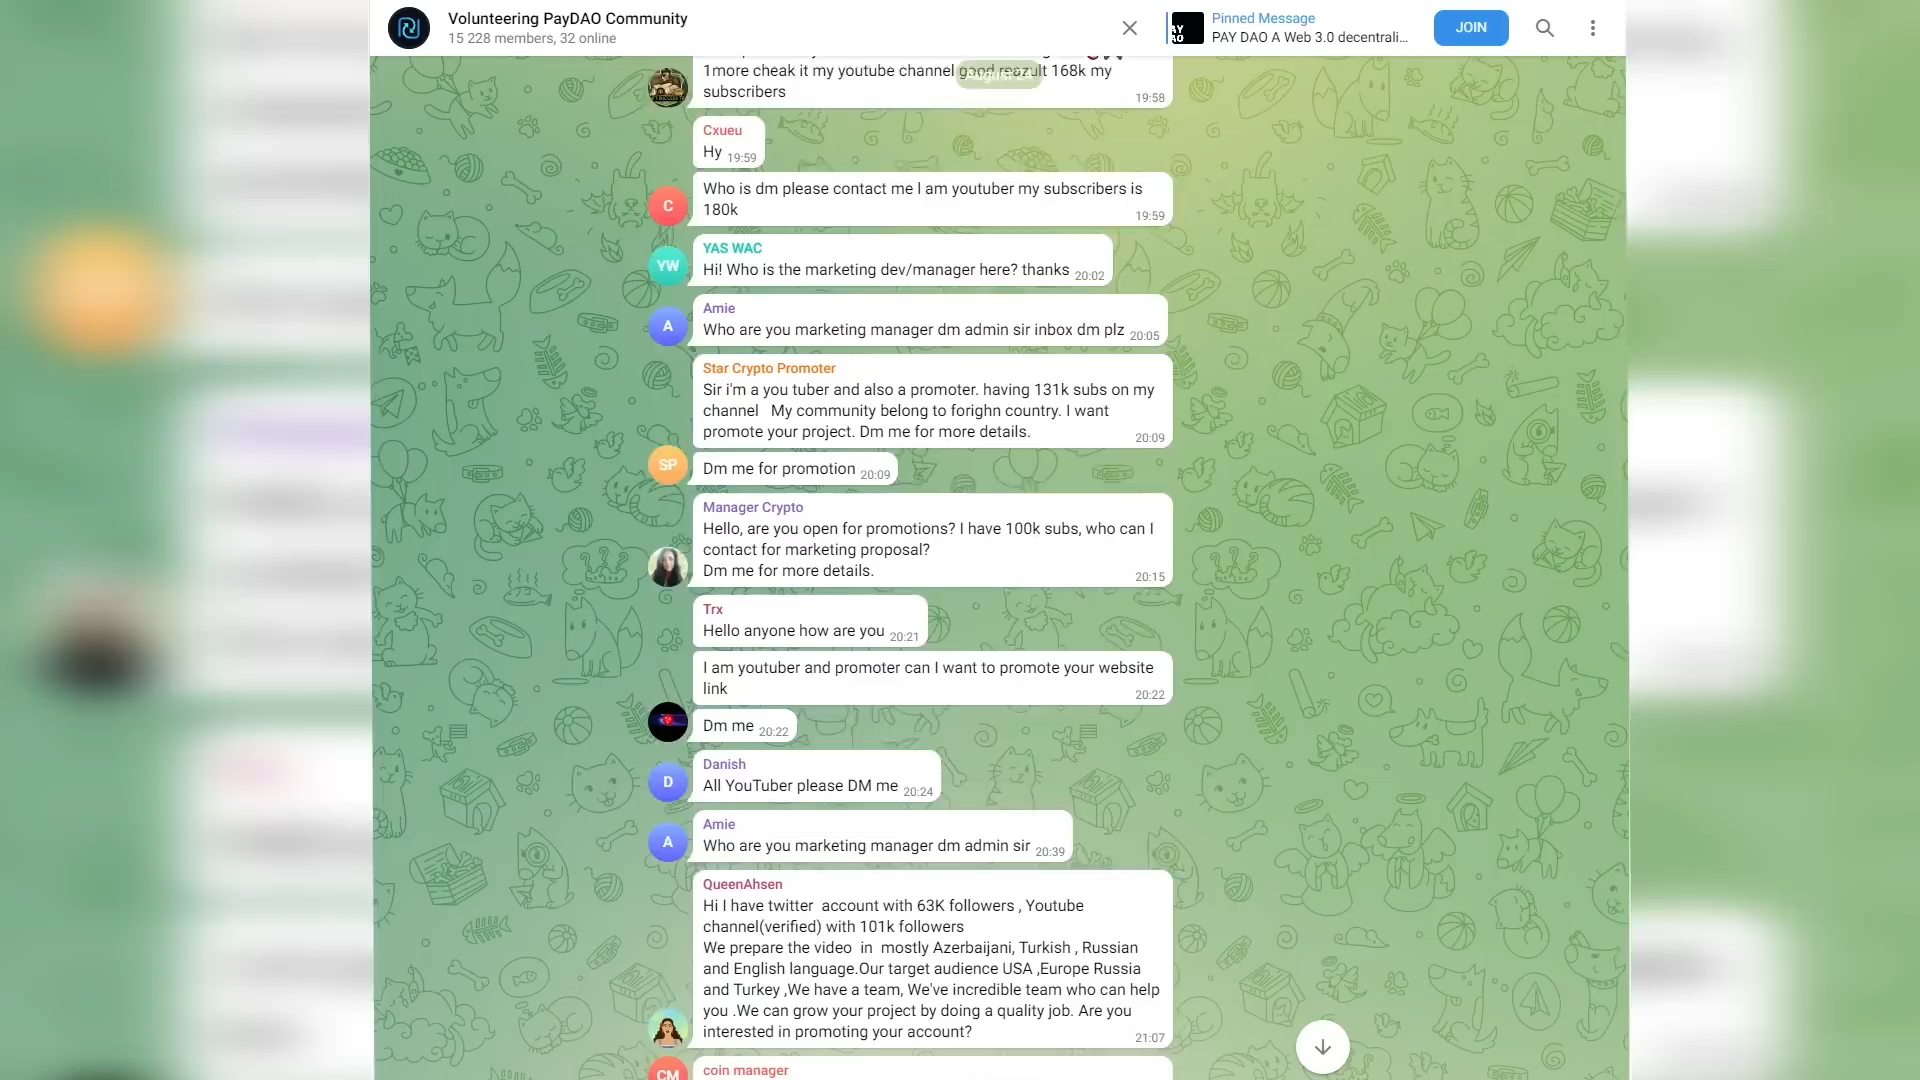 Volunteering PayDAO Community
15 228 members, 32 online
Pinned Message
PAY DAO A Web 3.0 decentrali...
JOIN
1more cheak it my youtube channel good reazult 168k my
subscribers
19:58
Cxueu
Hy 19:59
Who is dm please contact me I am youtuber my subscribers is
180k
19:59
C
YAS WAC
YW
Hi! Who is the marketing dev/manager here? thanks 20:02
Amie
A
Who are you marketing manager dm admin sir inbox dm plz 20:05
Star Crypto Promoter
Sir i'm a you tuber and also a promoter. having 131k subs on my
channel My community belong to forighn country. I want
promote your project. Dm me for more details.
20:09
SP
Dm me for promotion 20:09
Manager Crypto
Hello, are you open for promotions? I have 100k subs, who can I
contact for marketing proposal?
Dm me for more details.
20:15
Trx
Hello anyone how are you 20:21
I am youtuber and promoter can I want to promote your website
link
20:22
Dm me 20:22
Danish
D
All YouTuber please DM me 20:24
Amie
A
Who are you marketing manager dm admin sir 20:39
QueenAhsen
Hi I have twitter account with 63K followers , Youtube
channel(verified) with 101k followers
We prepare the video in mostly Azerbaijani, Turkish , Russian
and English language.Our target audience USA ,Europe Russia
and Turkey ,We have a team, We've incredible team who can help
you .We can grow your project by doing a quality job. Are you
interested in promoting your account?
21:07
CM
coin manager